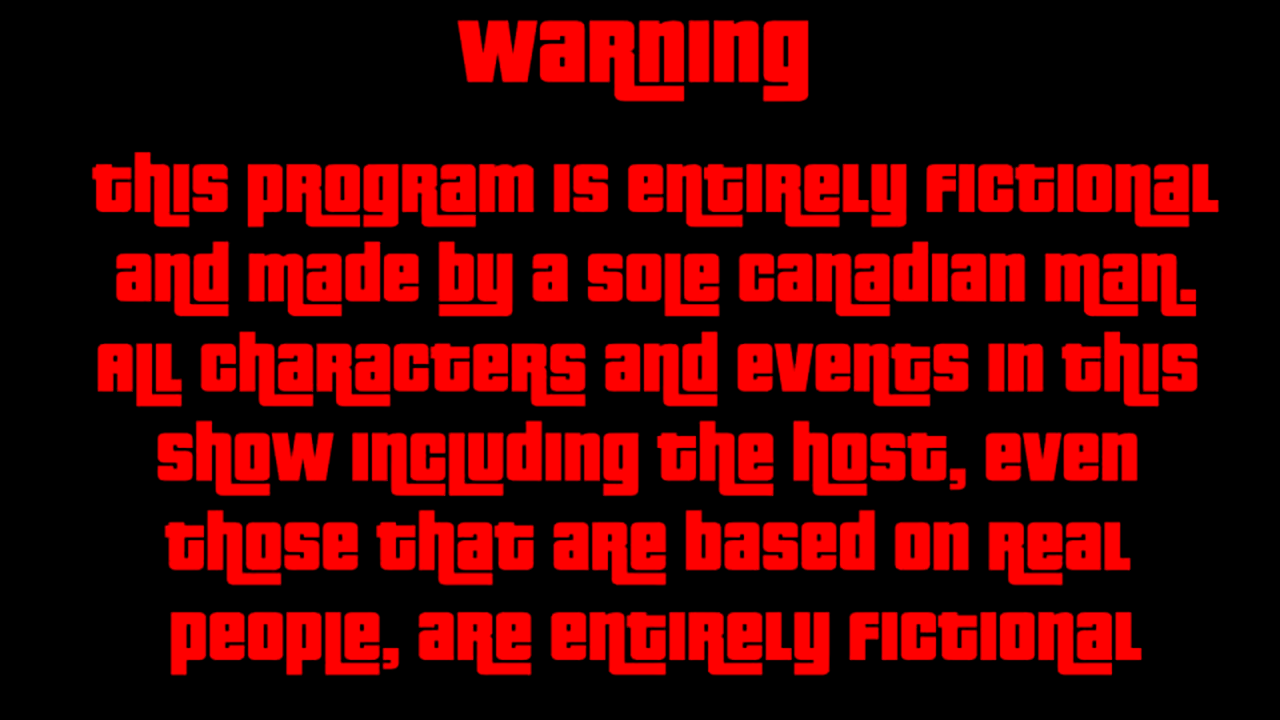 Warning
this program is entirely fictional
and made by a sole canadian man.
All characters and events in this
show including the host, even
those that are based on real
people, are entirely fictional